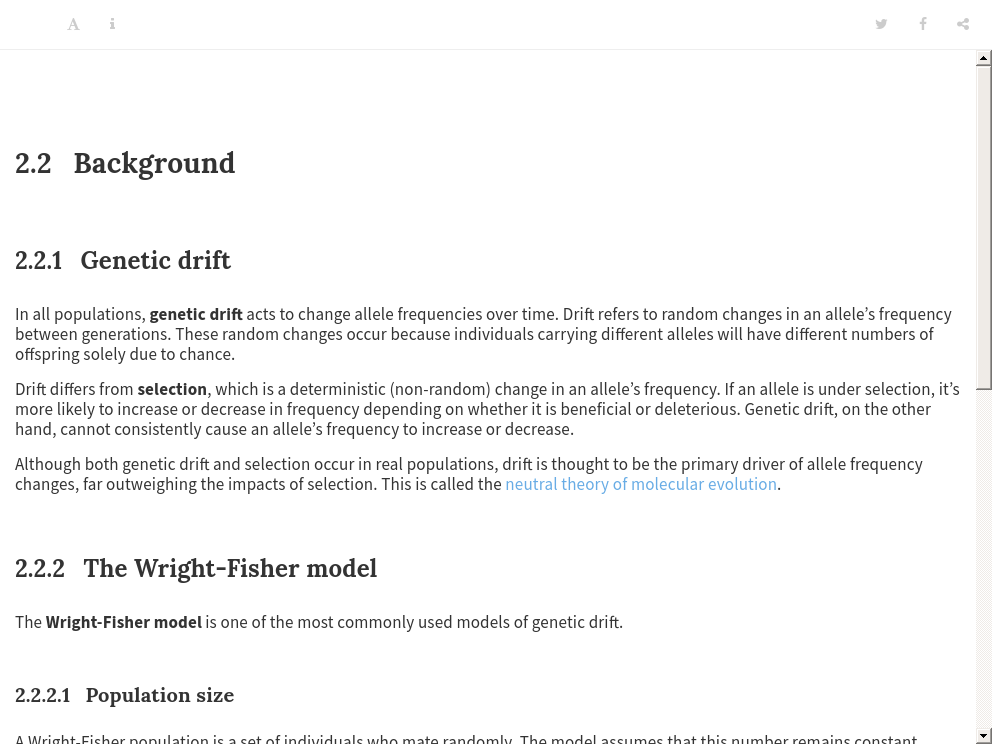 2.2 Background
2.2.1 Genetic drift
In all populations, genetic drift acts to change allele frequencies over time. Drift refers to random changes in an allele’s frequency
between generations. These random changes occur because individuals carrying different alleles will have different numbers of
offspring solely due to chance.
Drift differs from selection, which is a deterministic (non-random) change in an allele’s frequency. If an allele is under selection, it’s
more likely to increase or decrease in frequency depending on whether it is beneficial or deleterious. Genetic drift, on the other
hand, cannot consistently cause an allele’s frequency to increase or decrease.
Although both genetic drift and selection occur in real populations, drift is thought to be the primary driver of allele frequency
changes, far outweighing the impacts of selection. This is called the neutral theory of molecular evolution.
2.2.2 The Wright-Fisher model
The Wright-Fisher model is one of the most commonly used models of genetic drift.
2.2.2.1 Population size
A Wright-Fisher population is a set of individuals who mate randomly. The model assumes that this number remains constant